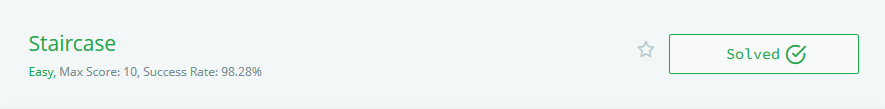 Staircase
Easy, Max Score: 10, Success Rate: 98.28%
Solved